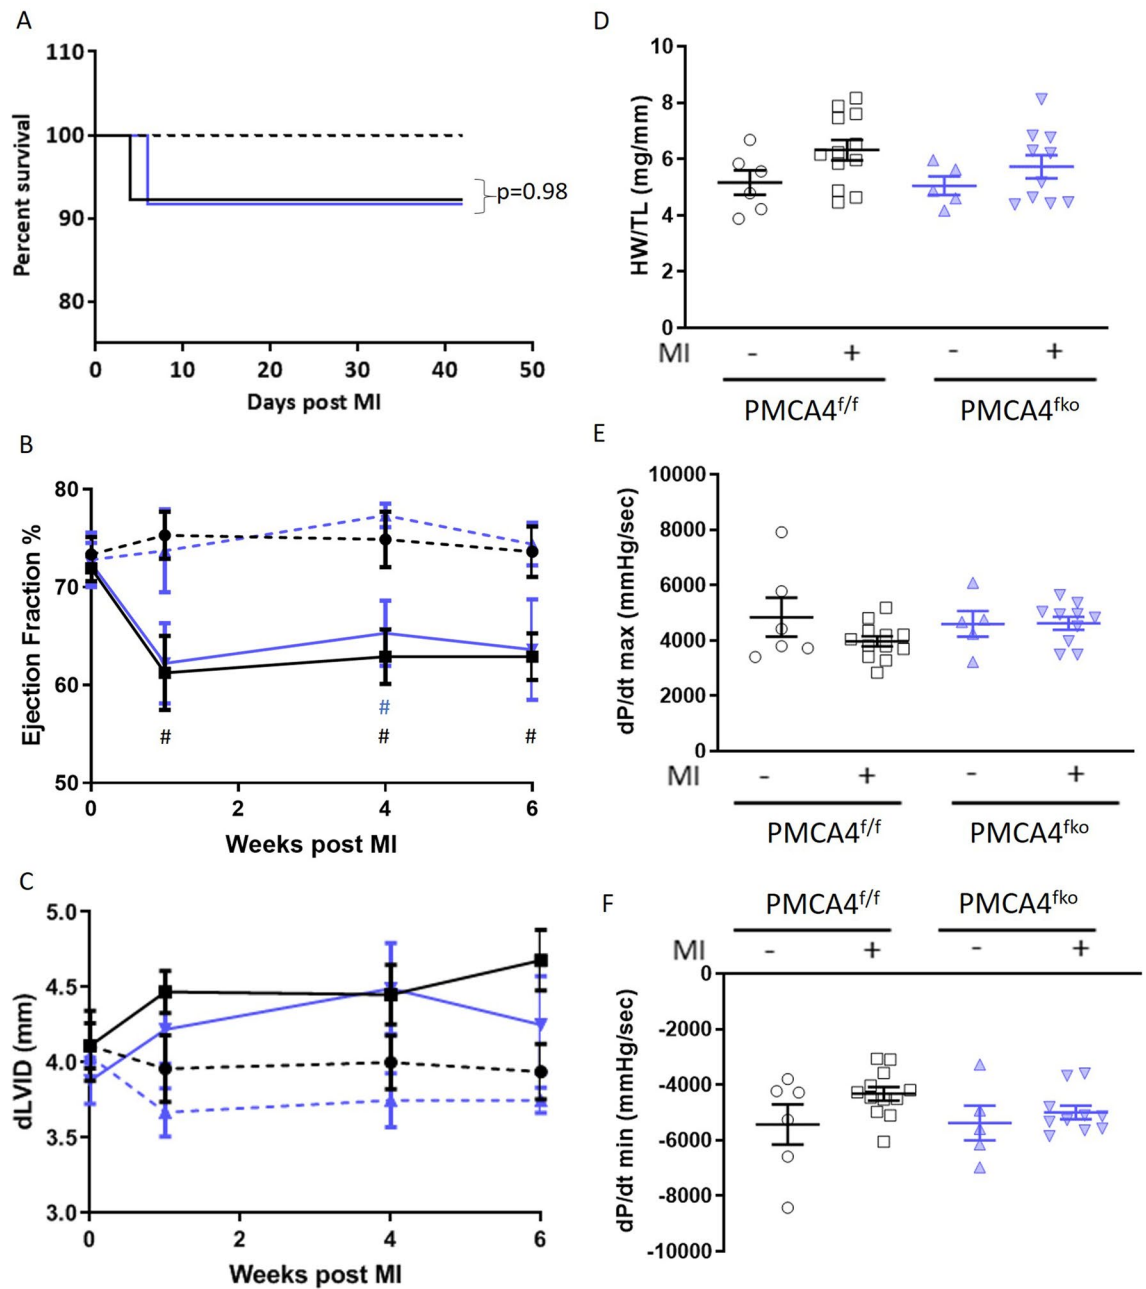 A
110
100
90
80
Percent survival
p=0.98
0 10 20 30 40 50
Days post MI
B
80
70
60
50
Ejection Fraction %
#
# # #
0 2 4 6
Weeks post MI
C
5.0
4.5
4.0
3.5
3.0
dLVID (mm)
0 2 4 6
Weeks post MI
D
10
8
6
4
2
0
HW/TL (mg/mm)
MI - + - +
PMCA4f/f PMCA4fko
E
10000
8000
6000
4000
2000
0
dP/dt max (mmHg/sec)
MI - + - +
PMCA4f/f PMCA4fko
F
PMCA4f/f PMCA4fko
MI - + - +
0
-2000
-4000
-6000
-8000
-10000
dP/dt min (mmHg/sec)